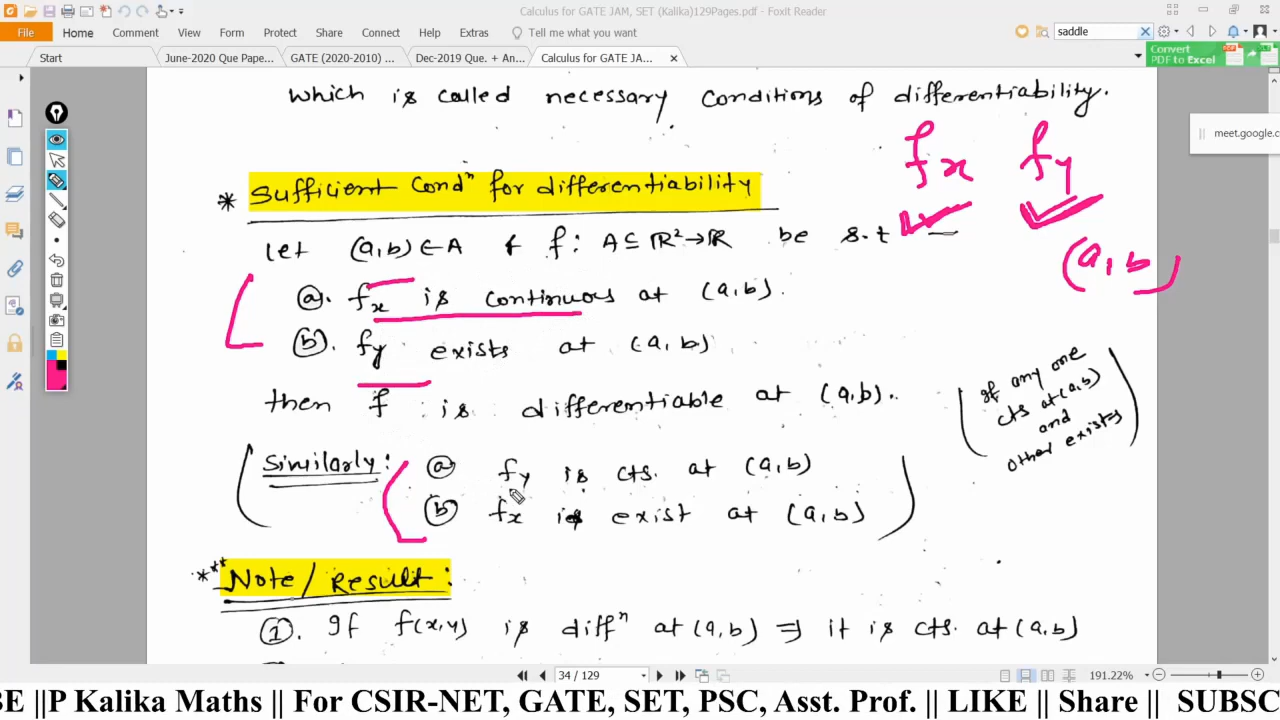 Calculus for GATE JAM, SET (Kalika)129Pages.pdf - Foxit Reader
File Home Comment View Form Protect Share Connect Help Extras Tell me what you want saddle
Start June-2020 Que Pape... GATE (2020-2010) ... Dec-2019 Que. + An... Calculus for GATE JA... Convert
PDF to Excel
which is called necessary conditions of differentiability.
fx fy
meet.google.c
* Sufficient Condⁿ for differentiability
(a, b)
let (a,b) ∈ A & f: A ⊆ ℝ² → ℝ be s.t –
ⓐ. fx is continuous at (a,b).
ⓑ. fy exists at (a,b)
then f is differentiable at (a,b).
(If any one
cts at (a,b)
and
other exists)
(Similarly: ⓐ fy is cts. at (a,b)
ⓑ fx is exist at (a,b))
*** Note/Result:
①. If f(x,y) is diffⁿ at (a,b) ⇒ it is cts. at (a,b)
34 / 129 191.22%
BE ||P Kalika Maths || For CSIR-NET, GATE, SET, PSC, Asst. Prof. || LIKE || Share || SUBSC